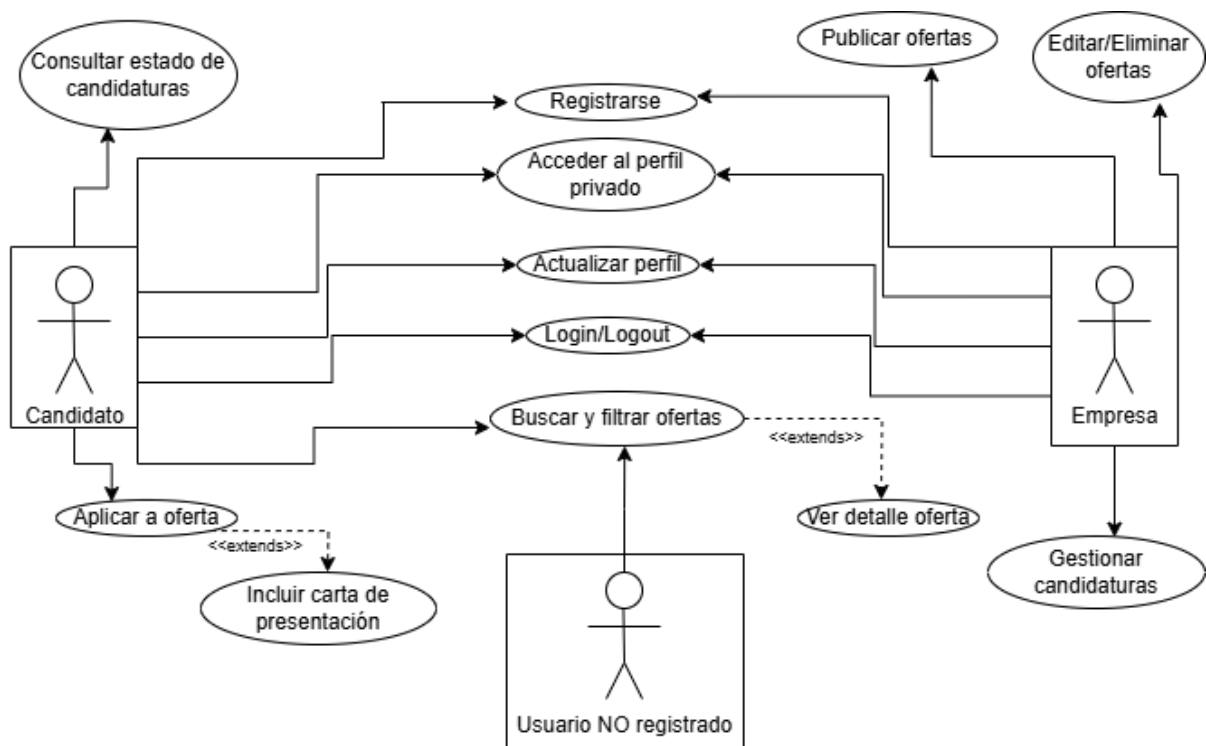 Consultar estado de
candidaturas
Publicar ofertas
Editar/Eliminar
ofertas
Registrarse
Acceder al perfil
privado
Actualizar perfil
Login/Logout
Candidato
Empresa
Buscar y filtrar ofertas
<<extends>>
Aplicar a oferta
<<extends>>
Ver detalle oferta
Incluir carta de
presentación
Gestionar
candidaturas
Usuario NO registrado